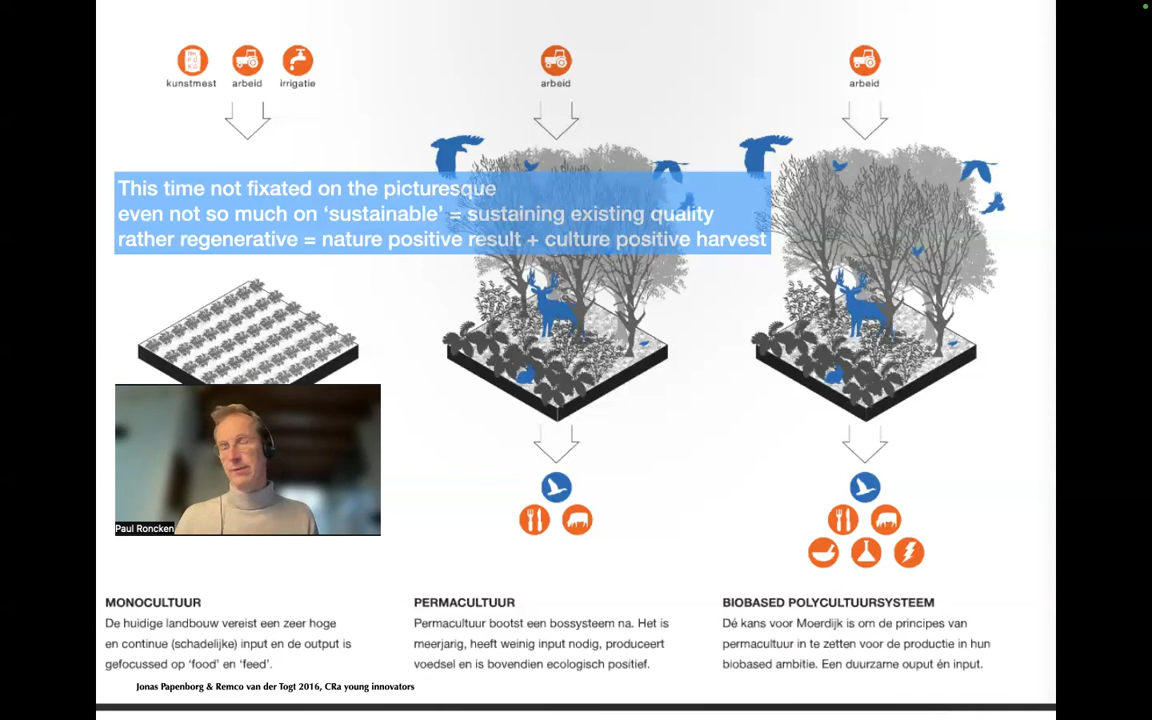 kunstmest arbeid irrigatie
arbeid
arbeid
This time not fixated on the picturesque
even not so much on ‘sustainable’ = sustaining existing quality
rather regenerative = nature positive result + culture positive harvest
Paul Roncken
MONOCULTUUR
De huidige landbouw vereist een zeer hoge
en continue (schadelijke) input en de output is
gefocussed op ‘food’ en ‘feed’.
PERMACULTUUR
Permacultuur bootst een bossysteem na. Het is
meerjarig, heeft weinig input nodig, produceert
voedsel en is bovendien ecologisch positief.
BIOBASED POLYCULTUURSYSTEEM
Dé kans voor Moerdijk is om de principes van
permacultuur in te zetten voor de productie in hun
biobased ambitie. Een duurzame ouput én input.
Jonas Papenborg & Remco van der Togt 2016, CRa young innovators